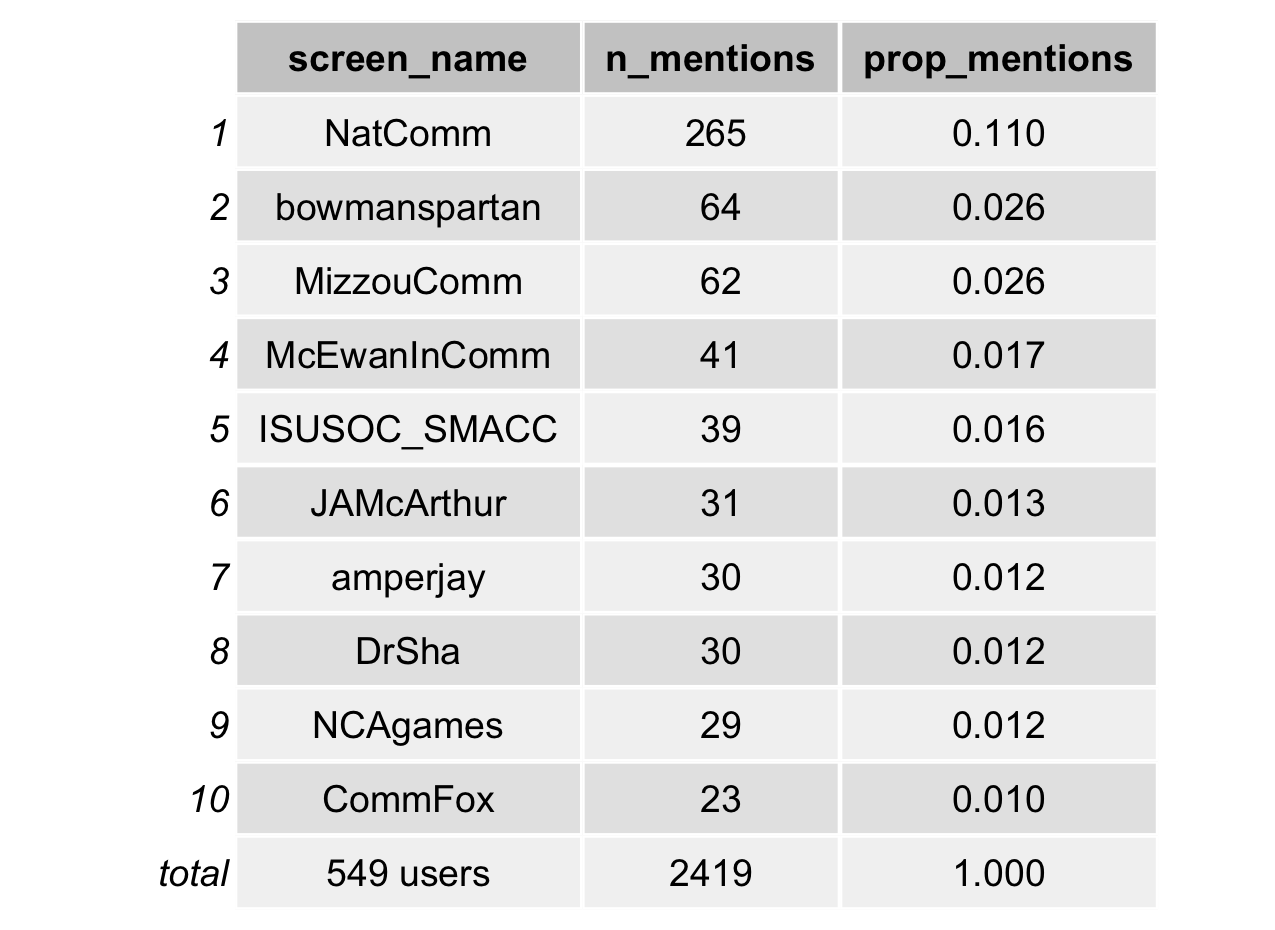 screen_name n_mentions prop_mentions
1 NatComm 265 0.110
2 bowmanspartan 64 0.026
3 MizzouComm 62 0.026
4 McEwanInComm 41 0.017
5 ISUSOC_SMACC 39 0.016
6 JAMcArthur 31 0.013
7 amperjay 30 0.012
8 DrSha 30 0.012
9 NCAgames 29 0.012
10 CommFox 23 0.010
total 549 users 2419 1.000